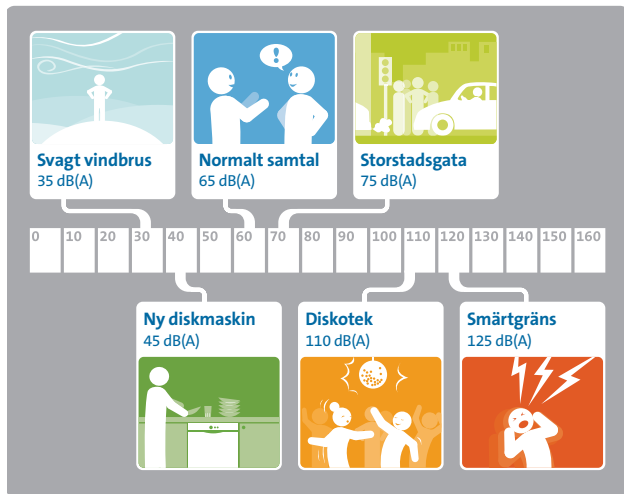 Svagt vindbrus
35 dB(A)
Normalt samtal
65 dB(A)
Storstadsgata
75 dB(A)
0 10 20 30 40 50 60 70 80 90 100 110 120 130 140 150 160
Ny diskmaskin
45 dB(A)
Diskotek
110 dB(A)
Smärtgräns
125 dB(A)